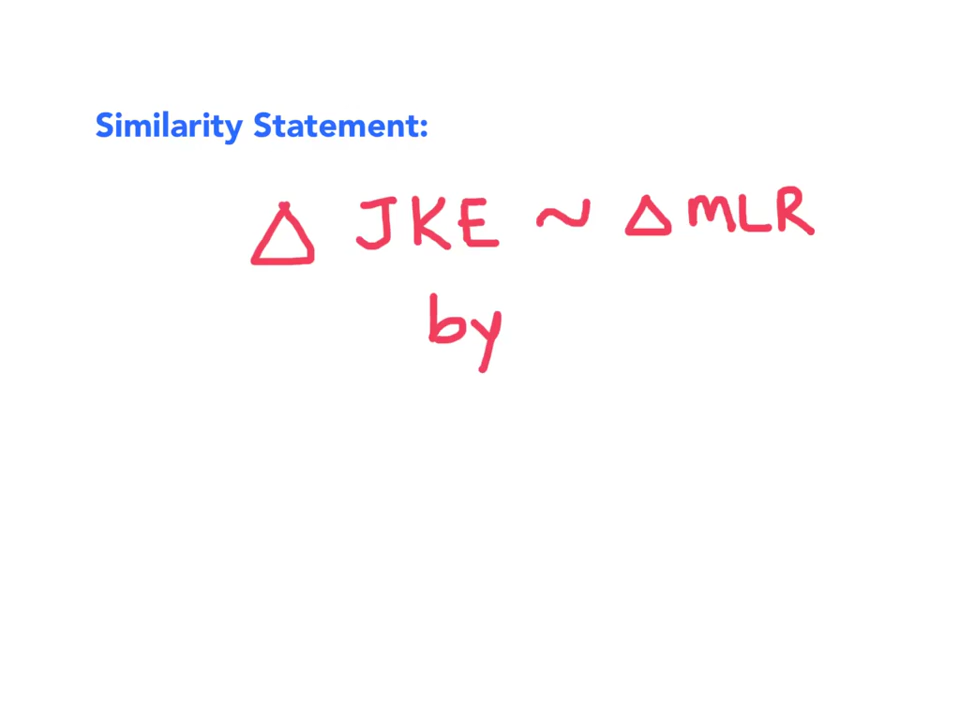 Similarity Statement:
△ JKE ~ △ MLR
by